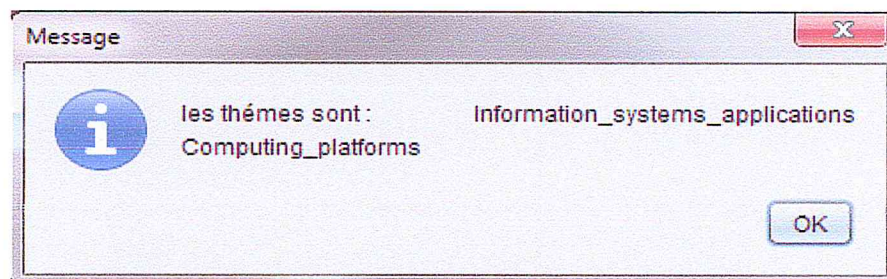 Message
les thémes sont : Information_systems_applications
Computing_platforms
OK